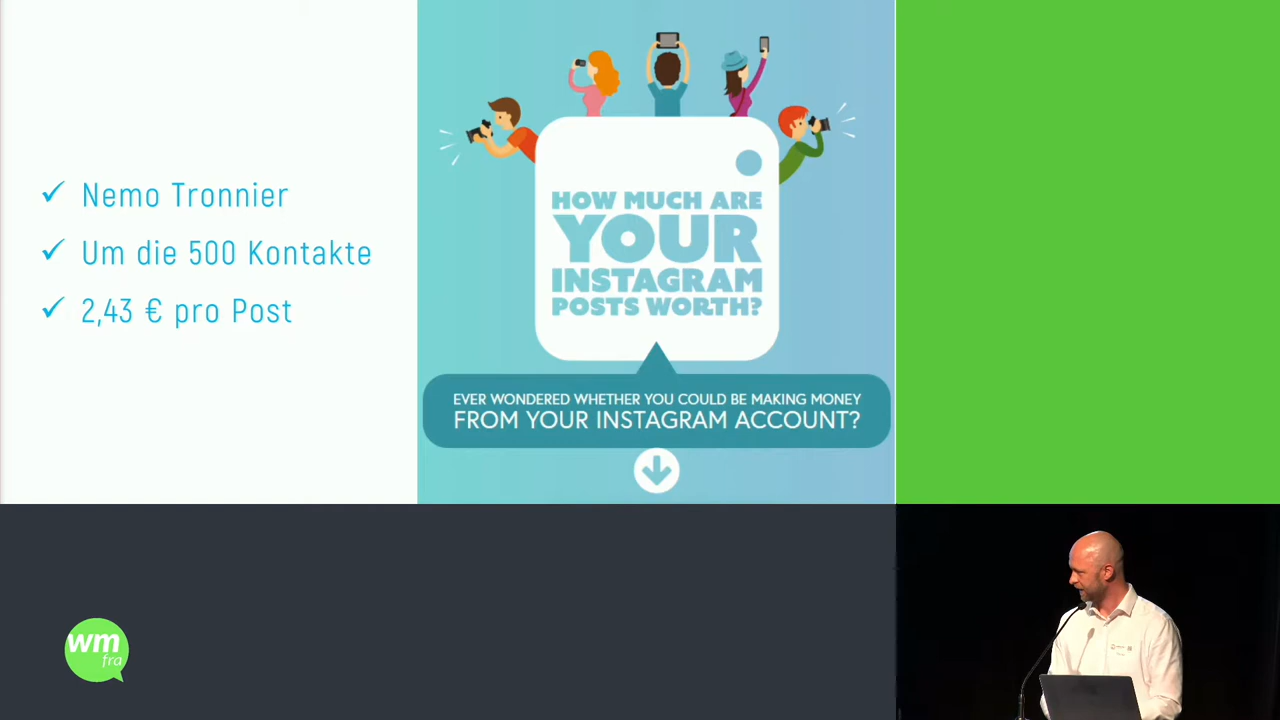 Nemo Tronnier
Um die 500 Kontakte
2,43 € pro Post
HOW MUCH ARE
YOUR
INSTAGRAM
POSTS WORTH?
EVER WONDERED WHETHER YOU COULD BE MAKING MONEY
FROM YOUR INSTAGRAM ACCOUNT?
wm
fra